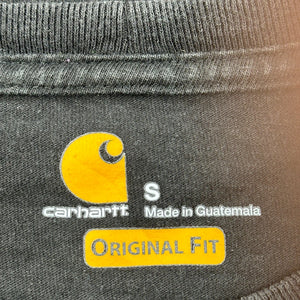 S
carhartt Made in Guatemala
ORIGINAL FIT